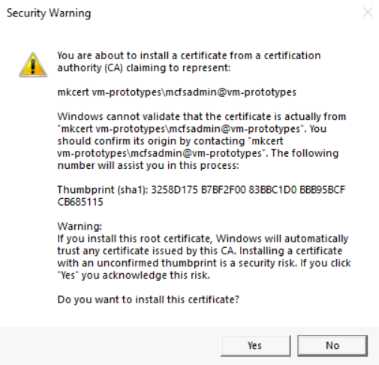 Security Warning
You are about to install a certificate from a certification
authority (CA) claiming to represent:
mkcert vm-prototypes\mcfsadmin@vm-prototypes
Windows cannot validate that the certificate is actually from
"mkcert vm-prototypes\mcfsadmin@vm-prototypes". You
should confirm its origin by contacting "mkcert
vm-prototypes\mcfsadmin@vm-prototypes". The following
number will assist you in this process:
Thumbprint (sha1): 3258D175 B7BF2F00 83BBC1D0 BBB95BCF
CB685115
Warning:
If you install this root certificate, Windows will automatically
trust any certificate issued by this CA. Installing a certificate
with an unconfirmed thumbprint is a security risk. If you click
"Yes" you acknowledge this risk.
Do you want to install this certificate?
Yes
No